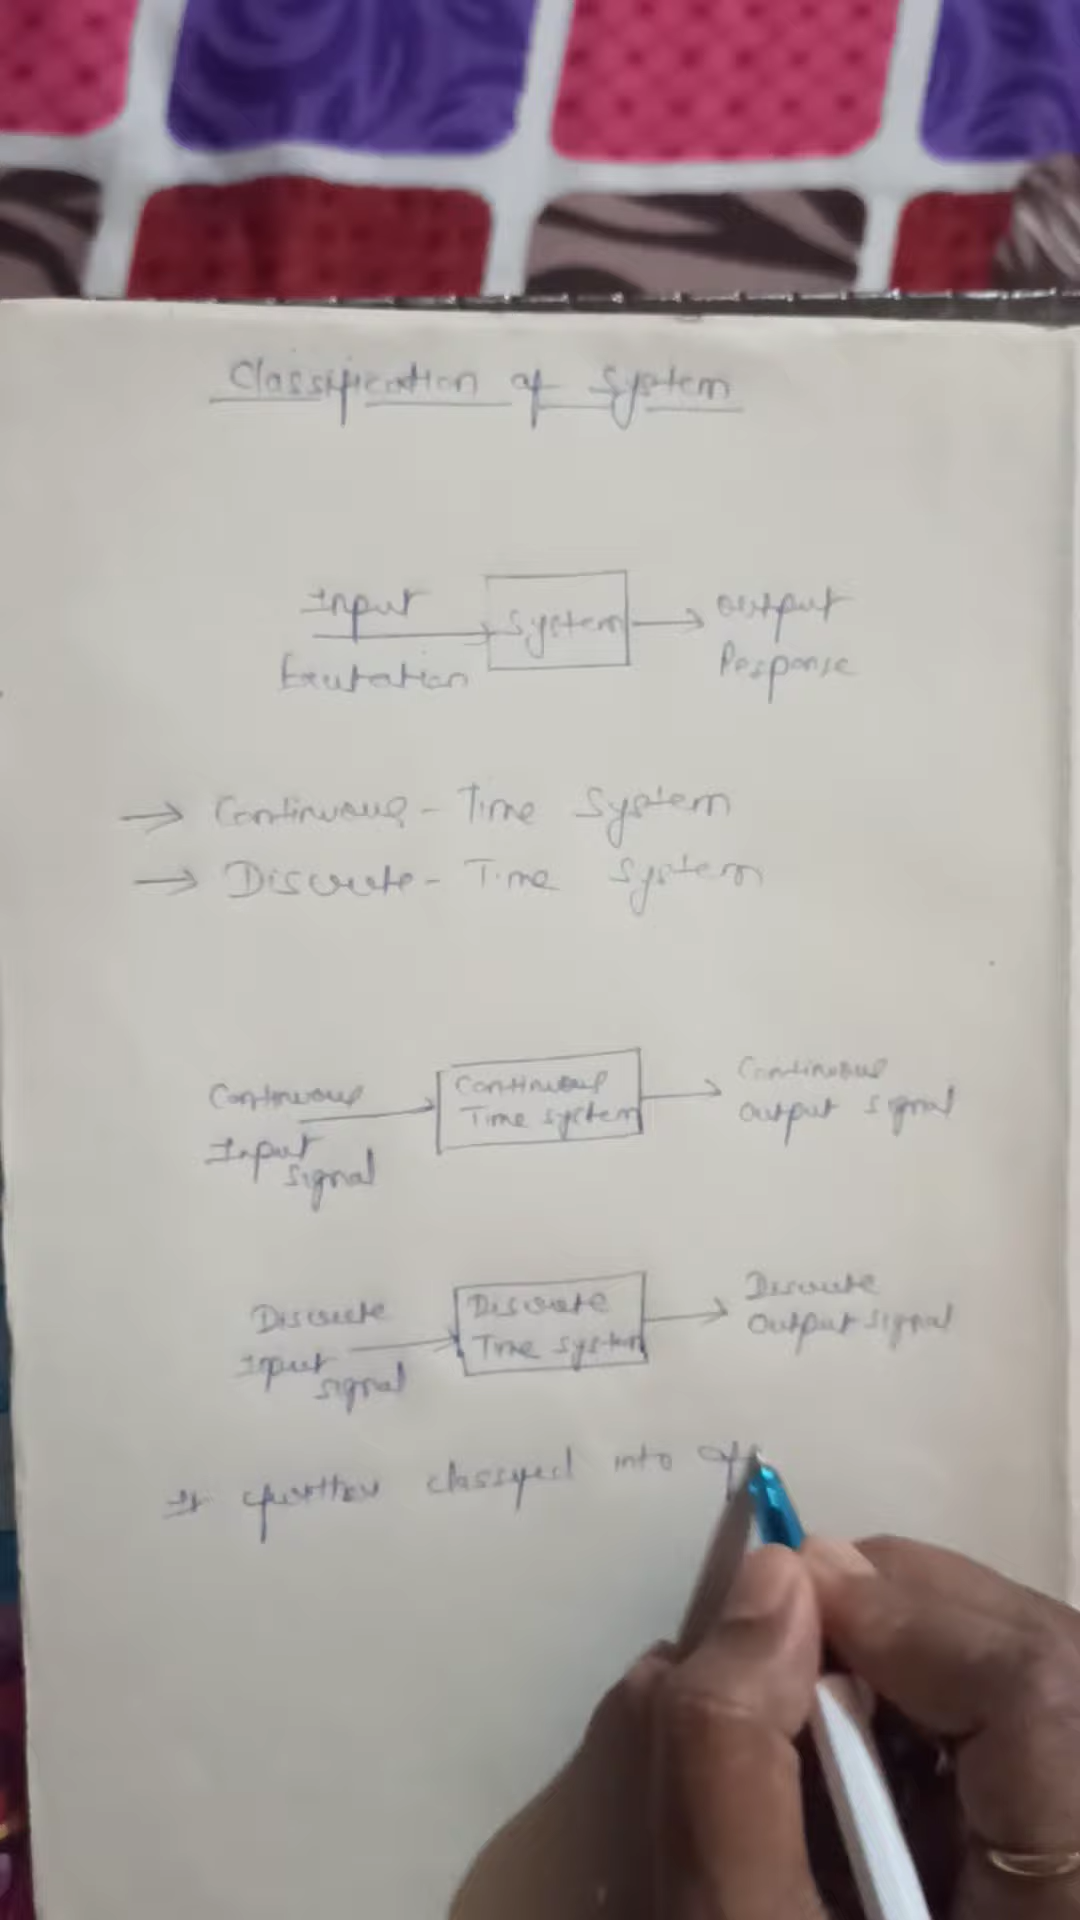 Classification of System
Input
System
Output
Excitation
Response
→ Continuous - Time System
→ Discrete - Time System
Continuous
Input signal
Continuous
Time system
Continuous
Output signal
Discrete
Input signal
Discrete
Time system
Discrete
Output signal
It further classified into